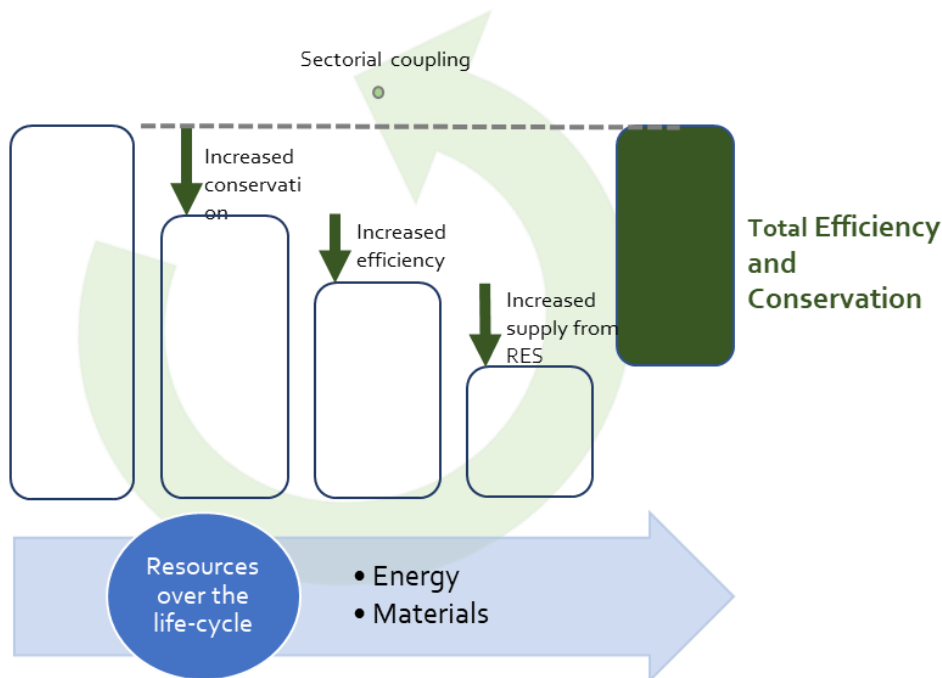 Sectorial coupling
Increased
conservati
on
Increased
efficiency
Increased
supply from
RES
Total Efficiency
and
Conservation
Resources
over the
life-cycle
• Energy
• Materials